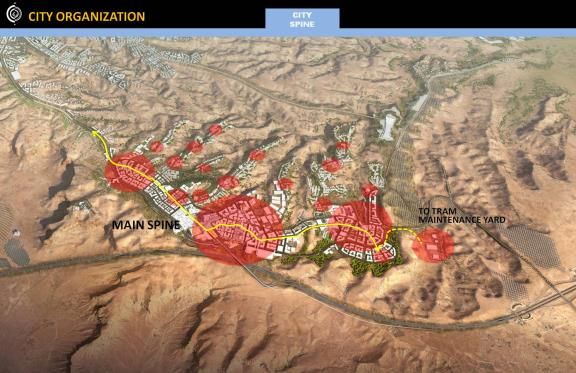 CITY ORGANIZATION
CITY
SPINE
MAIN SPINE
TO TRAM
MAINTENANCE YARD